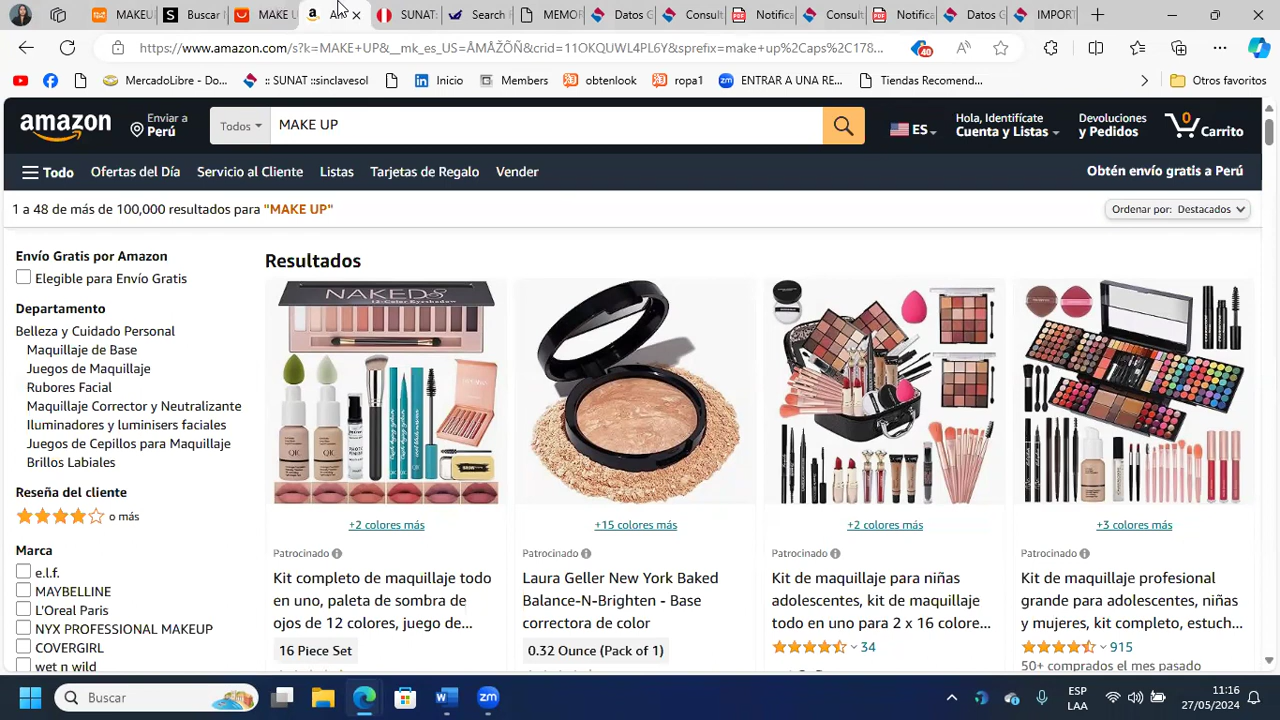 MAKEU
Buscar i
MAKE U
SUNAT:
Search R
MEMOR
Datos G
Consult
Notifica
Consult
Notifica
Datos G
IMPORT
https://www.amazon.com/s?k=MAKE+UP&__mk_es_US=ÅMÅŽÕÑ&crid=11OKQUWL4PL6Y&sprefix=make+up%2Caps%2C178...
40
MercadoLibre - Do...
:: SUNAT ::sinclavesol
Inicio
Members
obtenlook
ropa1
ENTRAR A UNA RE...
Tiendas Recomend...
Otros favoritos
amazon
Enviar a
Perú
Todos
MAKE UP
ES
Hola, Identifícate
Cuenta y Listas
Devoluciones
y Pedidos
0
Carrito
Todo
Ofertas del Día
Servicio al Cliente
Listas
Tarjetas de Regalo
Vender
Obtén envío gratis a Perú
1 a 48 de más de 100,000 resultados para "MAKE UP"
Ordenar por: Destacados
Envío Gratis por Amazon
Elegible para Envío Gratis
Departamento
Belleza y Cuidado Personal
Maquillaje de Base
Juegos de Maquillaje
Rubores Facial
Maquillaje Corrector y Neutralizante
Iluminadores y luminisers faciales
Juegos de Cepillos para Maquillaje
Brillos Labiales
Reseña del cliente
o más
Marca
e.l.f.
MAYBELLINE
L'Oreal Paris
NYX PROFESSIONAL MAKEUP
COVERGIRL
wet n wild
Resultados
NAKED
+2 colores más
Patrocinado
Kit completo de maquillaje todo
en uno, paleta de sombra de
ojos de 12 colores, juego de...
16 Piece Set
+15 colores más
Patrocinado
Laura Geller New York Baked
Balance-N-Brighten - Base
correctora de color
0.32 Ounce (Pack of 1)
+2 colores más
Patrocinado
Kit de maquillaje para niñas
adolescentes, kit de maquillaje
todo en uno para 2 x 16 colore...
34
+3 colores más
Patrocinado
Kit de maquillaje profesional
grande para adolescentes, niñas
y mujeres, kit completo, estuch...
915
50+ comprados el mes pasado
Buscar
ESP
LAA
11:16
27/05/2024